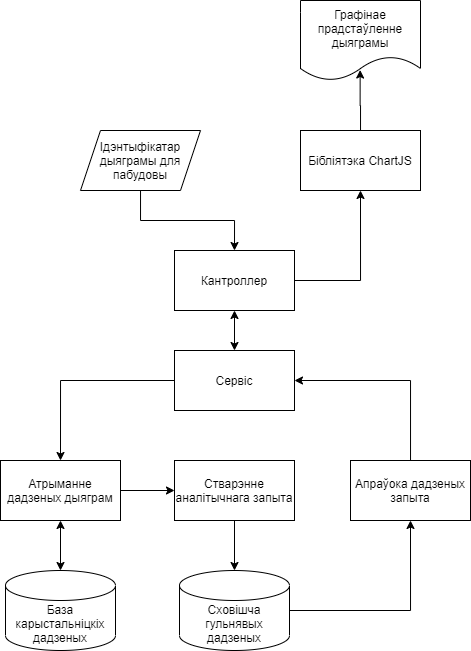 Графінае
прадстаўленне
дыяграмы
Ідэнтыфікатар
дыяграмы для
пабудовы
Бібліятэка ChartJS
Кантроллер
Сервіс
Атрыманне
дадзеных дыяграм
Стварэнне
аналітычнага запыта
Апраўока дадзеных
запыта
База
карыстальніцкіх
дадзеных
Сховішча
гульнявых
дадзеных